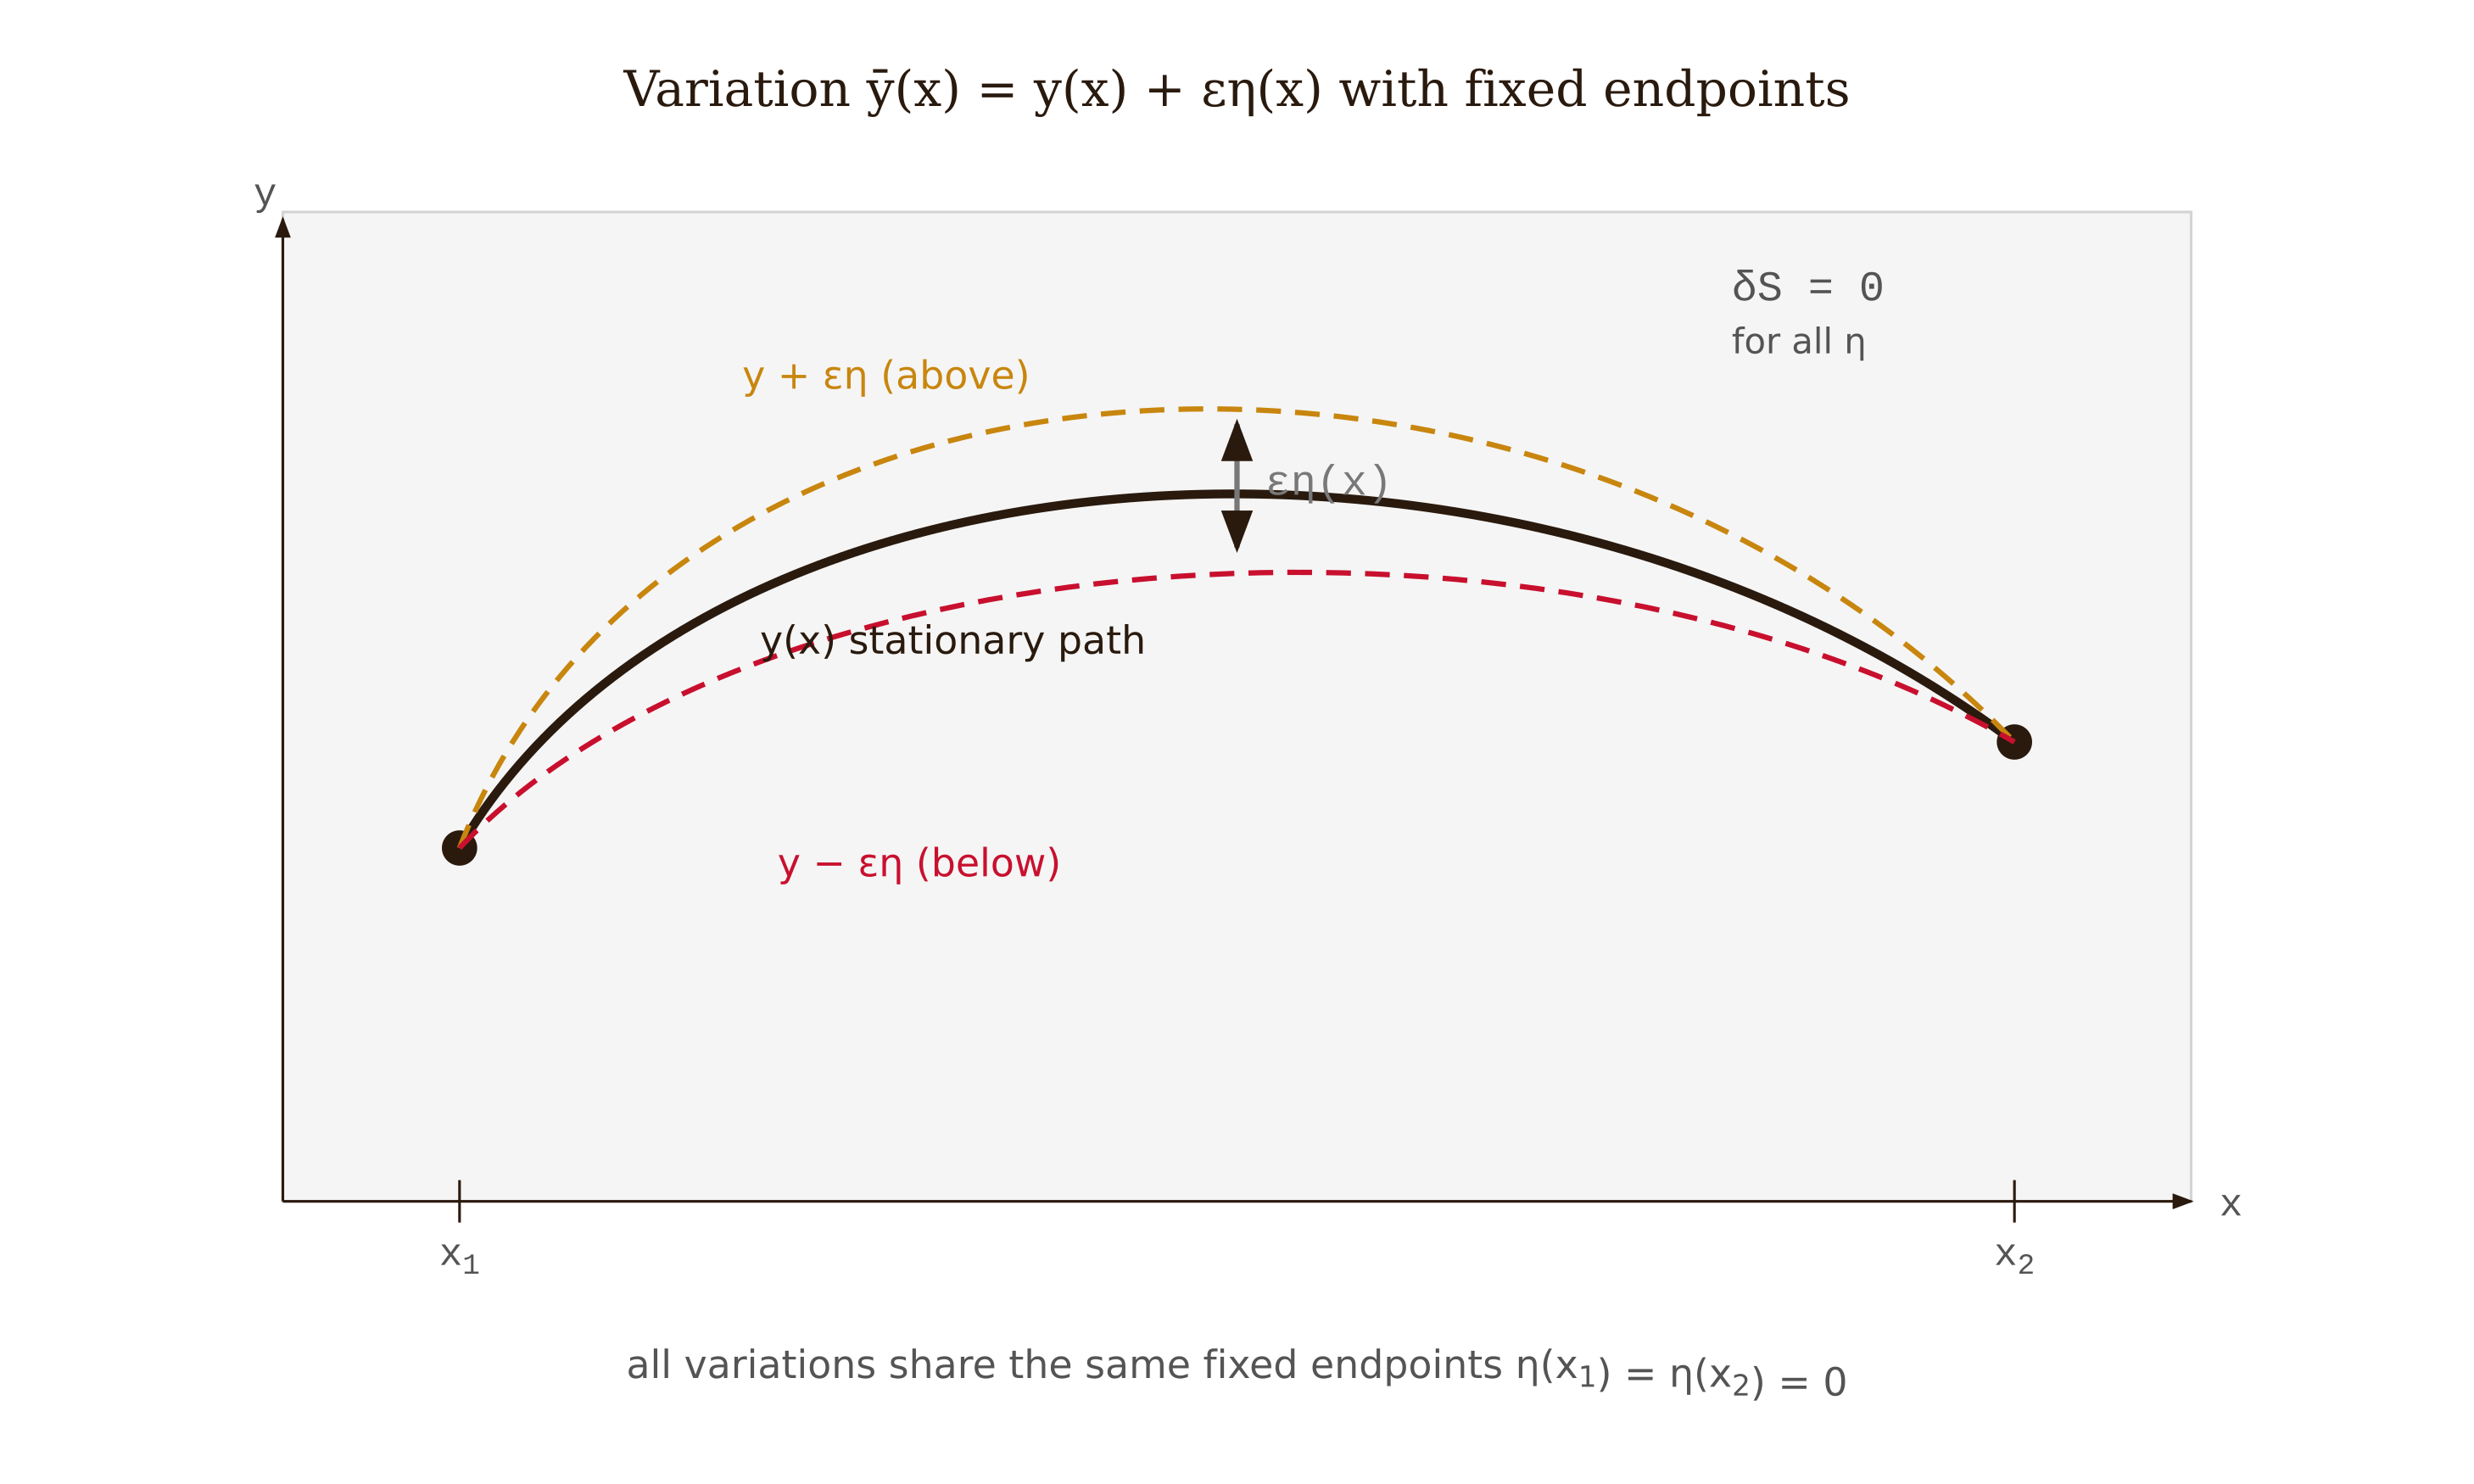 Variation ȳ(x) = y(x) + εη(x) with fixed endpoints
y
δS = 0
for all η
y + εη (above)
εη(x)
y(x) stationary path
y − εη (below)
x
x₁
x₂
all variations share the same fixed endpoints η(x₁) = η(x₂) = 0